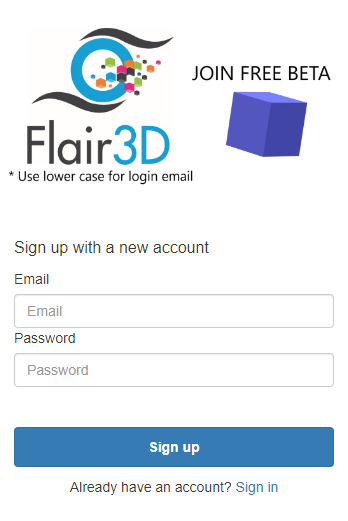 JOIN FREE BETA
Flair3D
* Use lower case for login email
Sign up with a new account
Email
Email
Password
Password
Sign up
Already have an account? Sign in